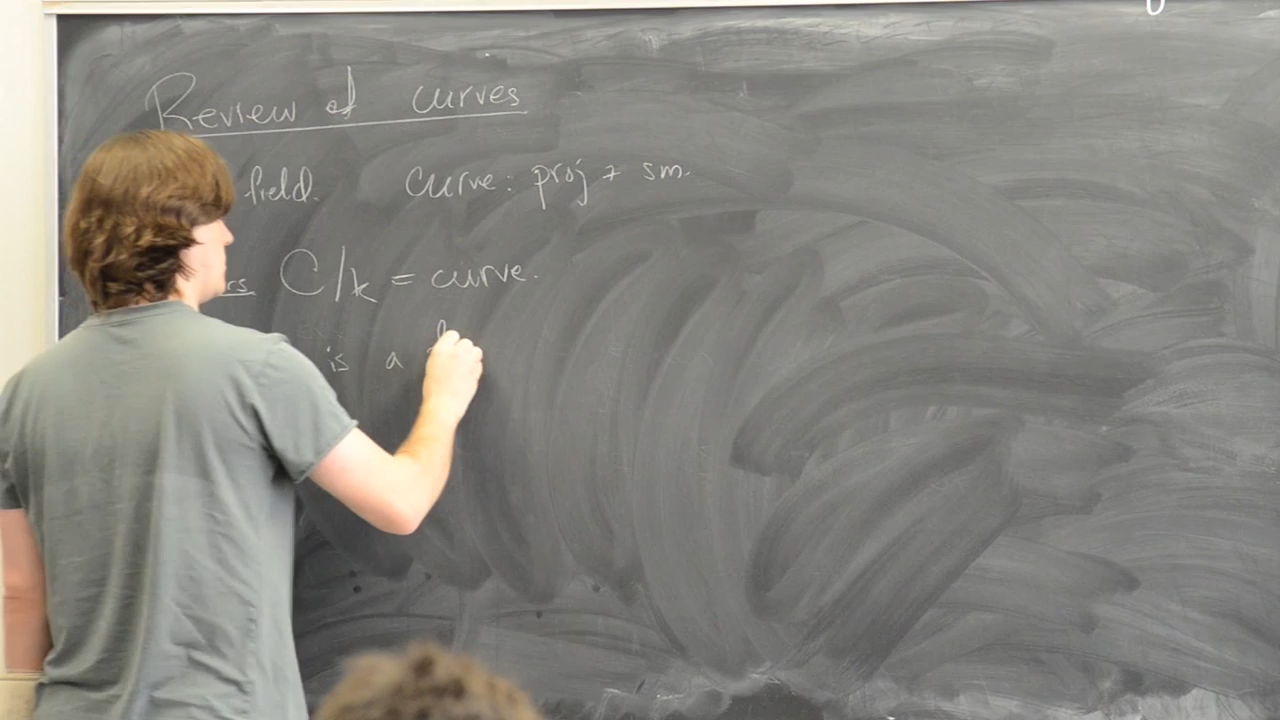 Review of curves
field. Curve: proj + sm.
C/k = curve.
is a